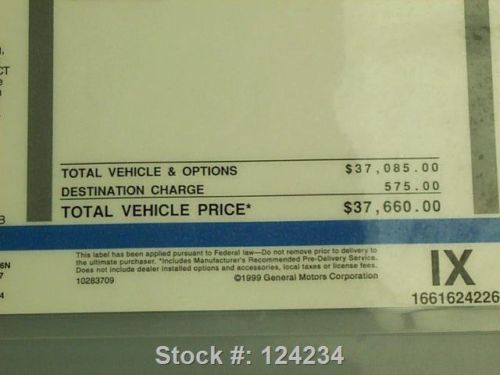 CT
TOTAL VEHICLE & OPTIONS $37,085.00
DESTINATION CHARGE 575.00
TOTAL VEHICLE PRICE* $37,660.00
This label has been applied pursuant to Federal law—Do not remove prior to delivery to
the ultimate purchaser. *Includes Manufacturer's Recommended Pre-Delivery Service.
Does not include dealer installed options and accessories, local taxes or license fees.
10283709 ©1999 General Motors Corporation
IX
1661624226
Stock #: 124234